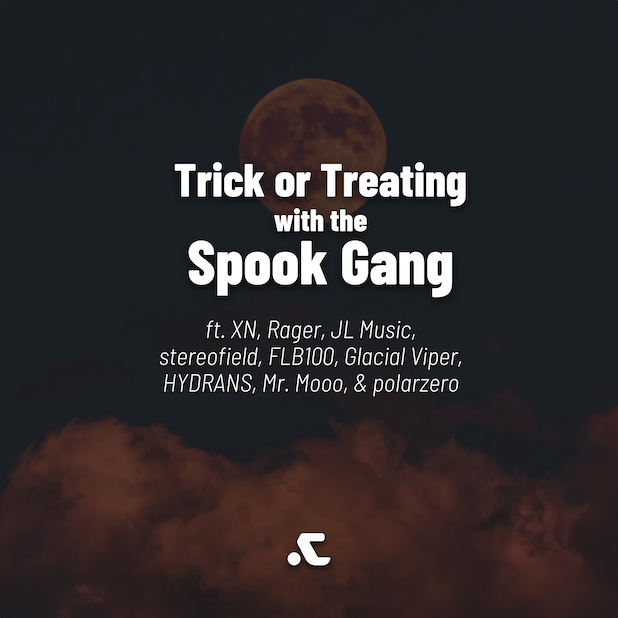 Trick or Treating
with the
Spook Gang
ft. XN, Rager, JL Music,
stereofield, FLB100, Glacial Viper,
HYDRANS, Mr. Mooo, & polarzero